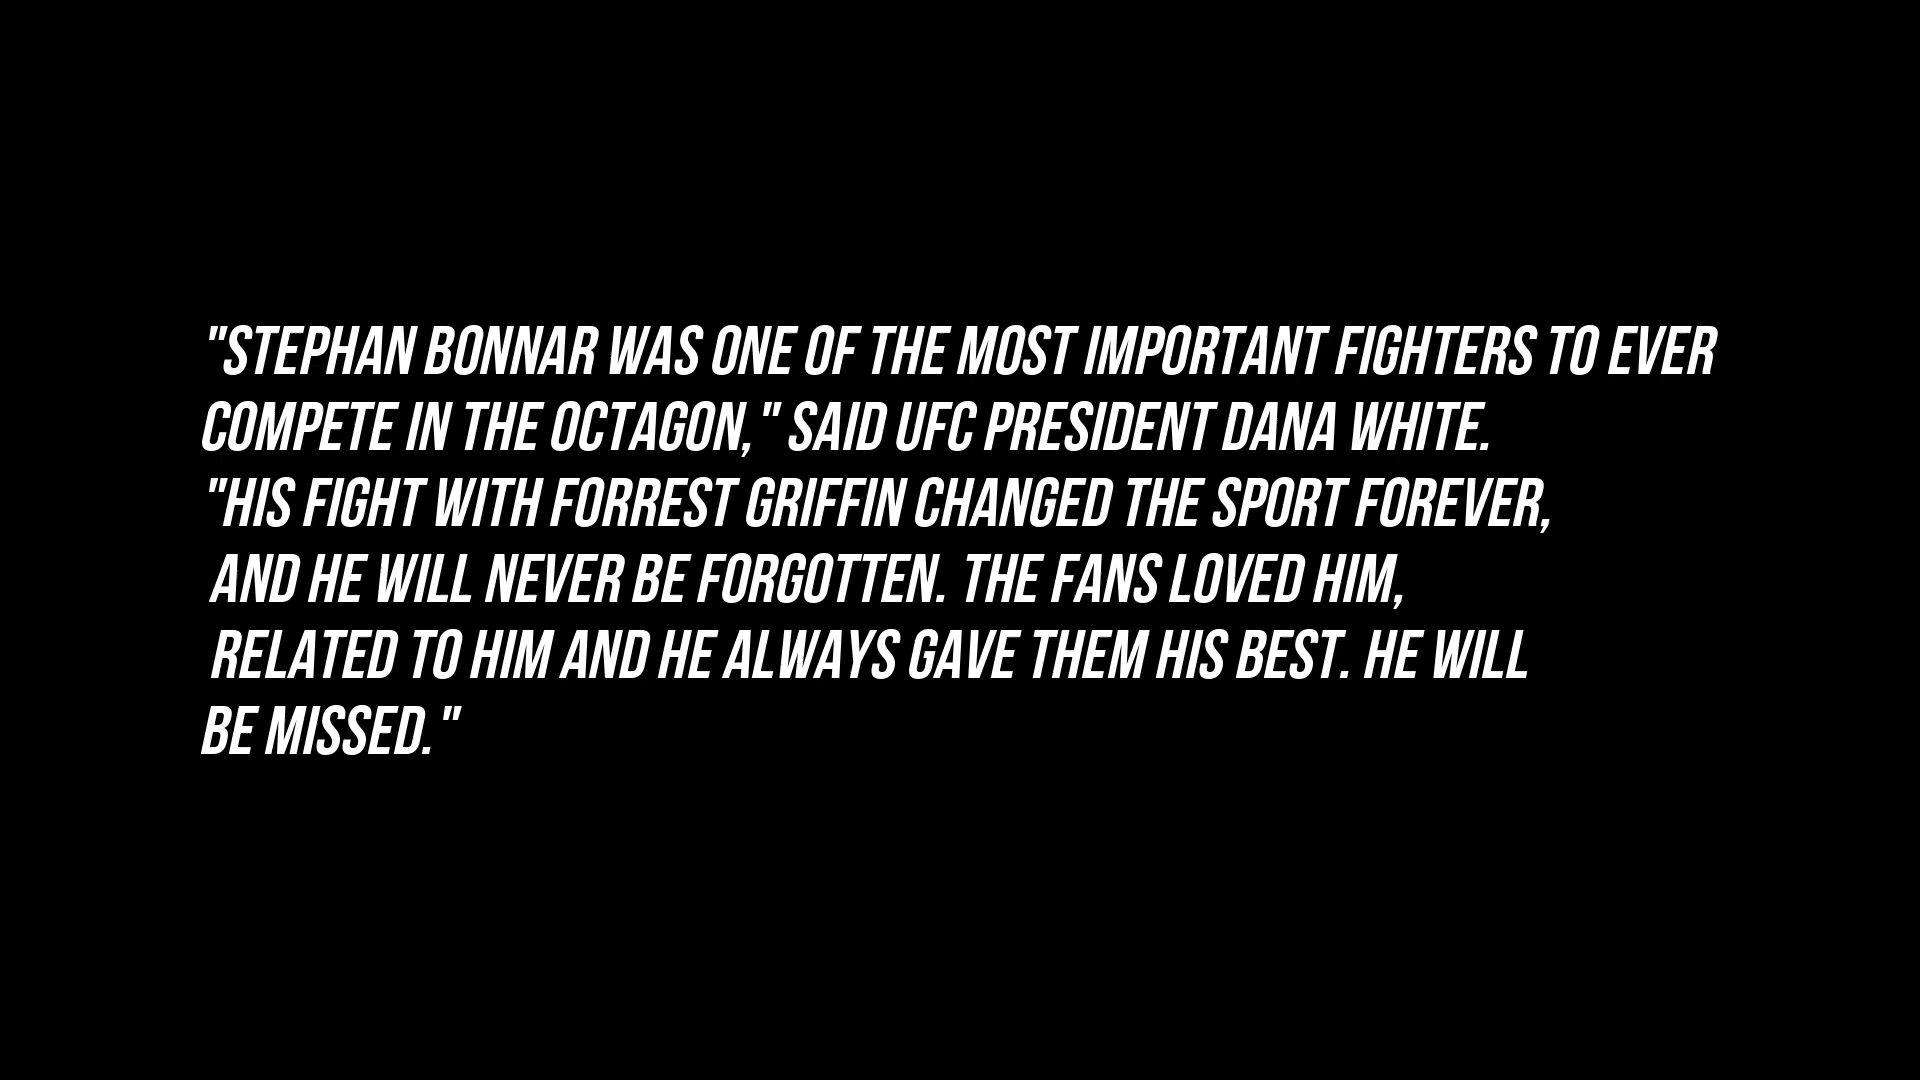 "STEPHAN BONNAR WAS ONE OF THE MOST IMPORTANT FIGHTERS TO EVER
COMPETE IN THE OCTAGON," SAID UFC PRESIDENT DANA WHITE.
"HIS FIGHT WITH FORREST GRIFFIN CHANGED THE SPORT FOREVER,
AND HE WILL NEVER BE FORGOTTEN. THE FANS LOVED HIM,
RELATED TO HIM AND HE ALWAYS GAVE THEM HIS BEST. HE WILL
BE MISSED."